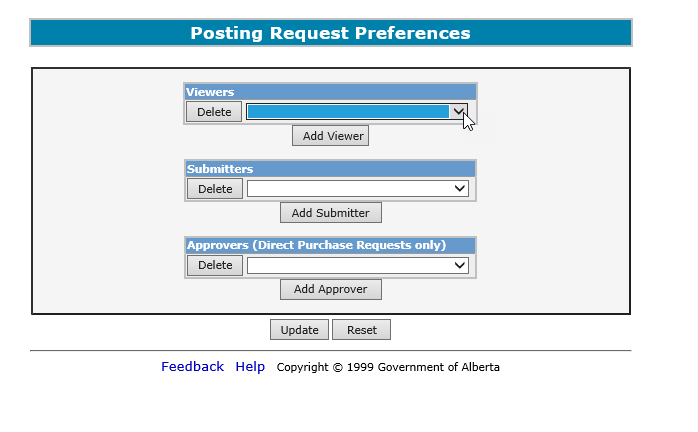 Posting Request Preferences
Viewers
Delete
Add Viewer
Submitters
Delete
Add Submitter
Approvers (Direct Purchase Requests only)
Delete
Add Approver
Update Reset
Feedback Help Copyright © 1999 Government of Alberta